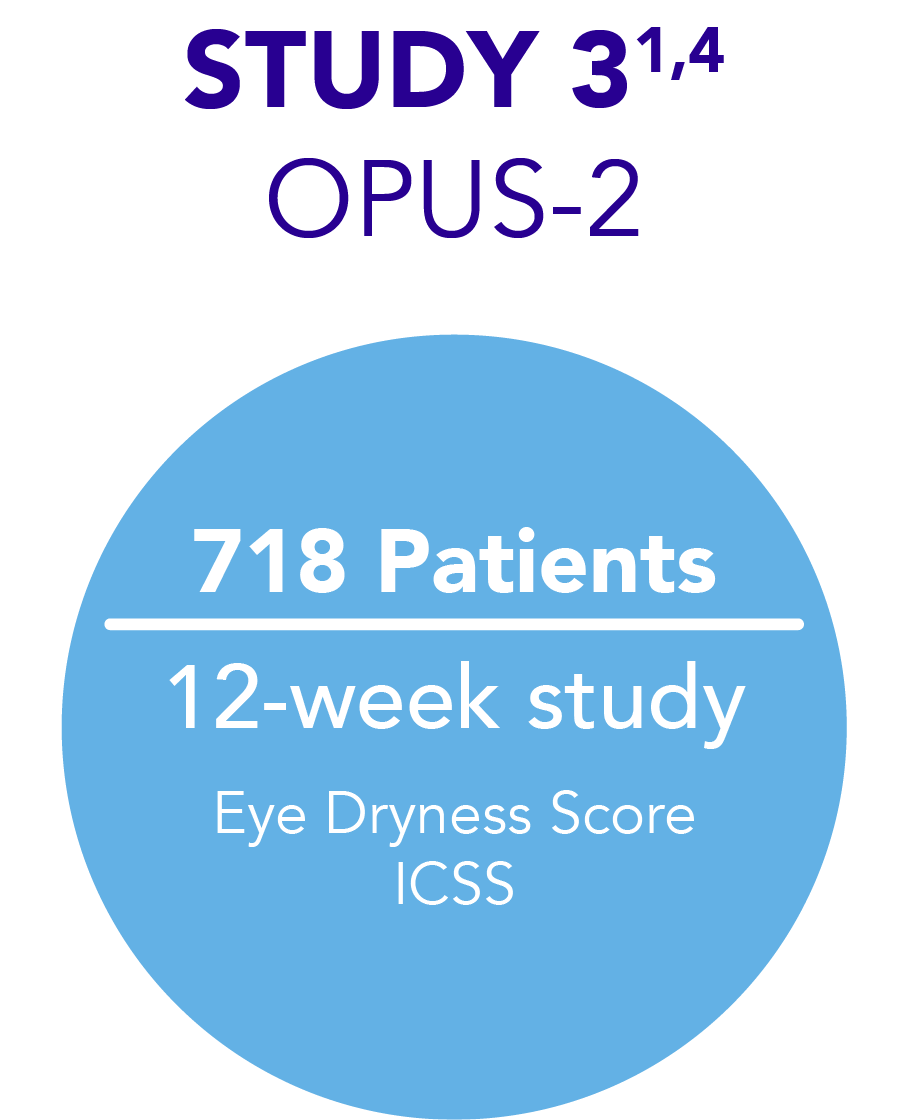 STUDY 3¹,⁴
OPUS-2
718 Patients
12-week study
Eye Dryness Score
ICSS